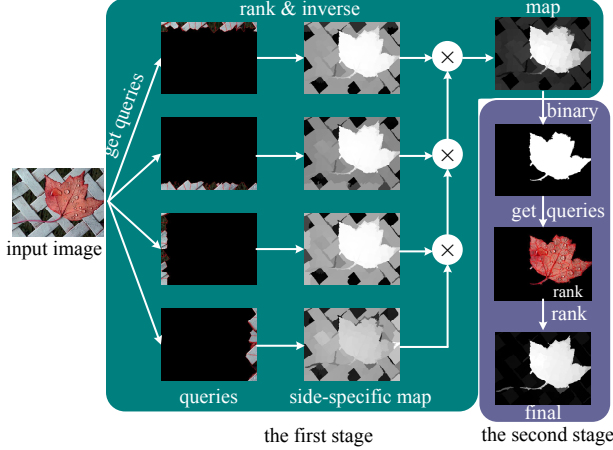 rank & inverse
map
get queries
binary
get queries
input image
rank
rank
queries
side-specific map
final
the first stage
the second stage